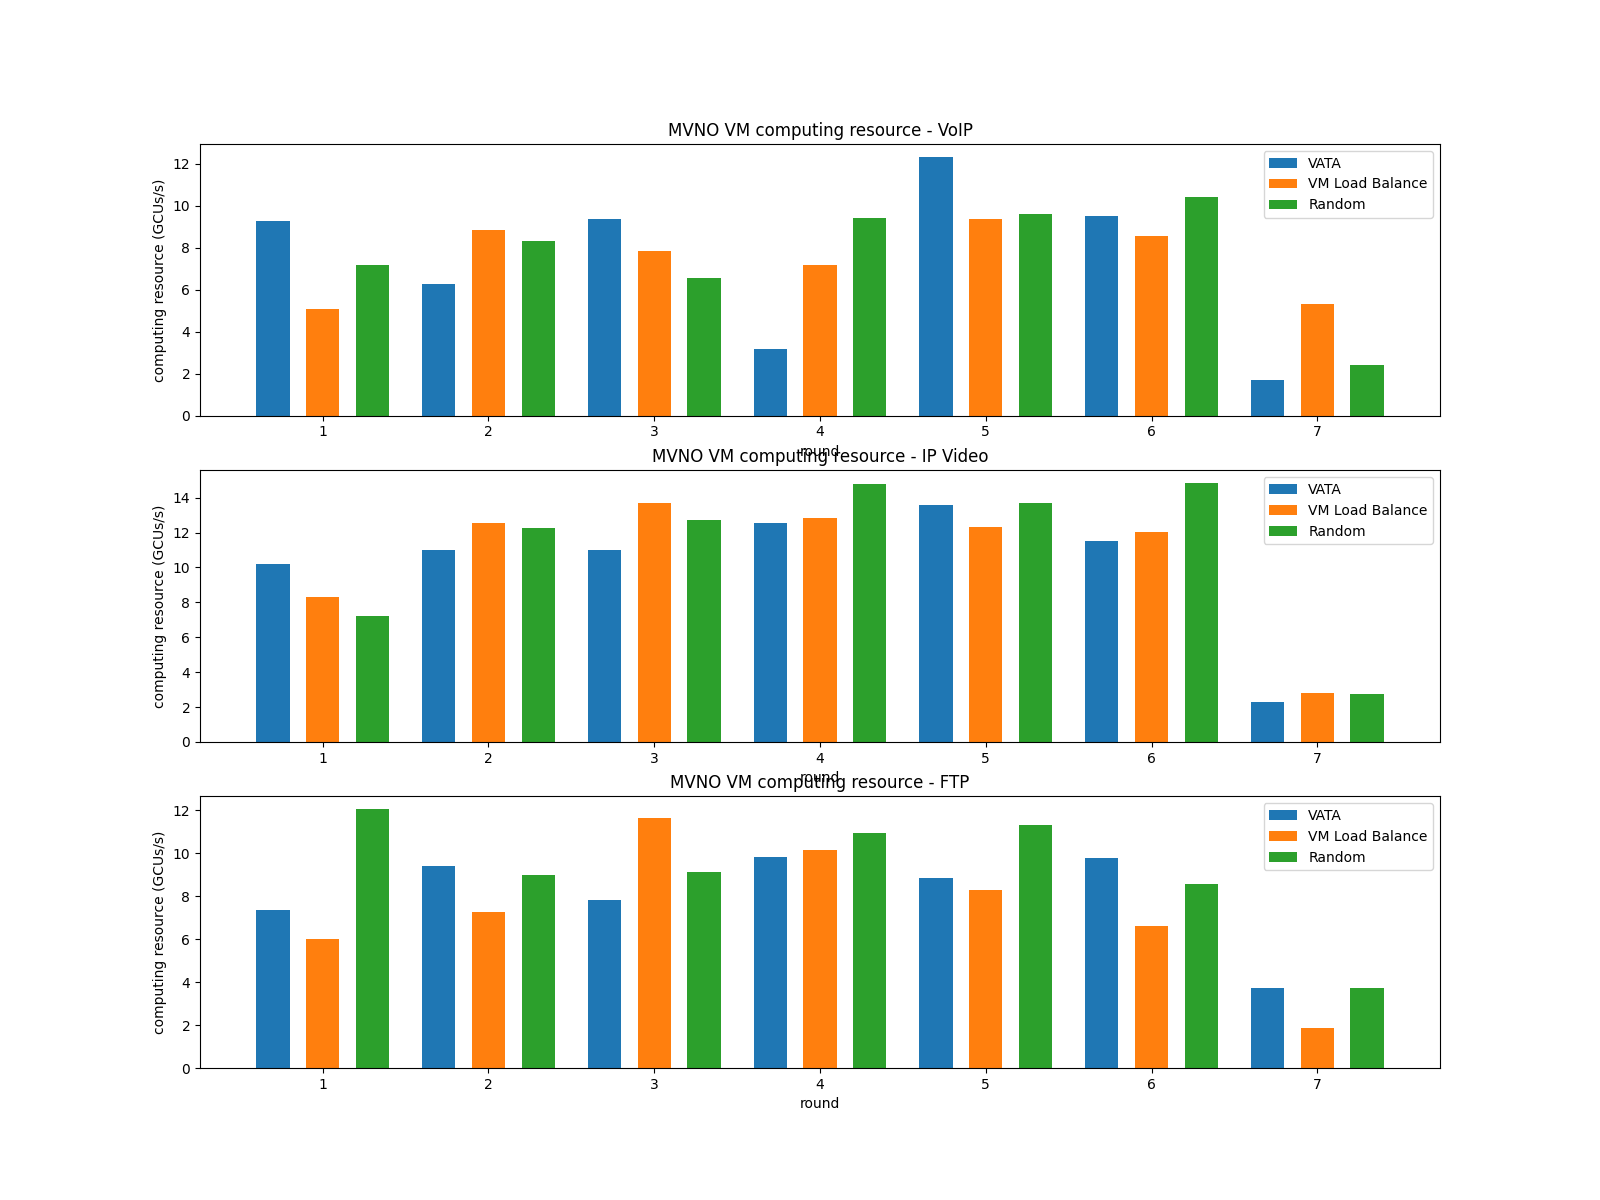 MVNO VM computing resource - VoIP
computing resource (GCUs/s)
12
10
8
6
4
2
0
VATA
VM Load Balance
Random
1 2 3 4 5 6 7
round
MVNO VM computing resource - IP Video
computing resource (GCUs/s)
14
12
10
8
6
4
2
0
VATA
VM Load Balance
Random
1 2 3 4 5 6 7
round
MVNO VM computing resource - FTP
computing resource (GCUs/s)
12
10
8
6
4
2
0
VATA
VM Load Balance
Random
1 2 3 4 5 6 7
round